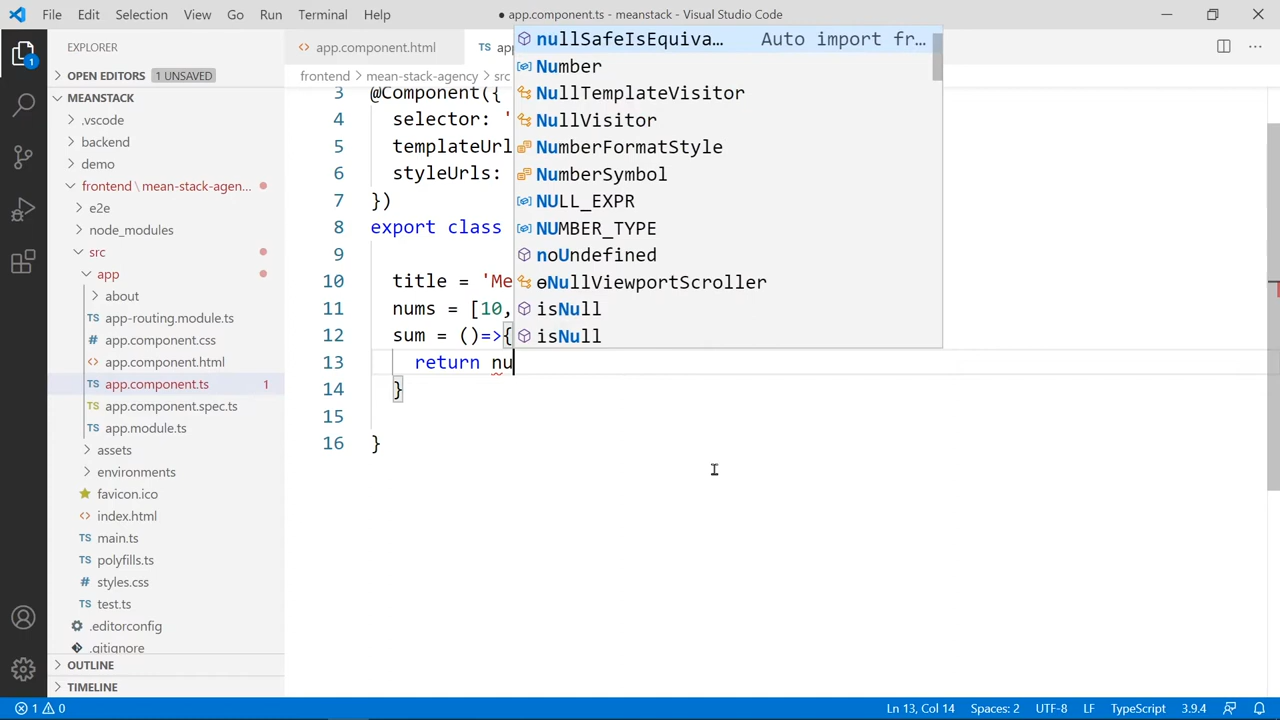 File Edit Selection View Go Run Terminal Help
● app.component.ts - meanstack - Visual Studio Code
EXPLORER
OPEN EDITORS 1 UNSAVED
MEANSTACK
.vscode
backend
demo
frontend \ mean-stack-agen...
e2e
node_modules
src
app
about
app-routing.module.ts
app.component.css
app.component.html
app.component.ts 1
app.component.spec.ts
app.module.ts
assets
environments
favicon.ico
index.html
main.ts
polyfills.ts
styles.css
test.ts
.editorconfig
.gitignore
OUTLINE
TIMELINE
1
app.component.html TS app
frontend > mean-stack-agency > src
3 @Component({
4 selector: '
5 templateUrl
6 styleUrls:
7 })
8 export class
9
10 title = 'Me
11 nums = [10,
12 sum = ()=>{
13 return nu
14 }
15
16 }
nullSafeIsEquiva... Auto import fr...
Number
NullTemplateVisitor
NullVisitor
NumberFormatStyle
NumberSymbol
NULL_EXPR
NUMBER_TYPE
noUndefined
ɵNullViewportScroller
isNull
isNull
1 0 Ln 13, Col 14 Spaces: 2 UTF-8 LF TypeScript 3.9.4